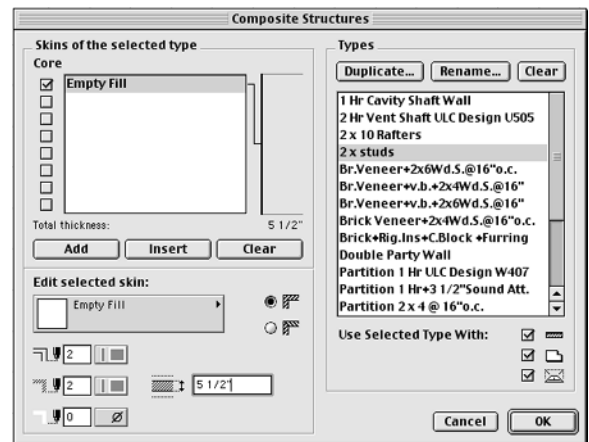 Composite Structures
Skins of the selected type
Core
Empty Fill
Total thickness: 5 1/2"
Add Insert Clear
Edit selected skin:
Empty Fill
2
2 5 1/2"
0
Types
Duplicate... Rename... Clear
1 Hr Cavity Shaft Wall
2 Hr Vent Shaft ULC Design U505
2 x 10 Rafters
2 x studs
Br.Veneer+2x6Wd.S.@16"o.c.
Br.Veneer+v.b.+2x4Wd.S.@16"
Br.Veneer+v.b.+2x6Wd.S.@16"
Brick Veneer+2x4Wd.S.@16"o.c.
Brick+Rig.Ins+C.Block +Furring
Double Party Wall
Partition 1 Hr ULC Design W407
Partition 1 Hr+3 1/2"Sound Att.
Partition 2 x 4 @ 16"o.c.
Use Selected Type With:
Cancel OK